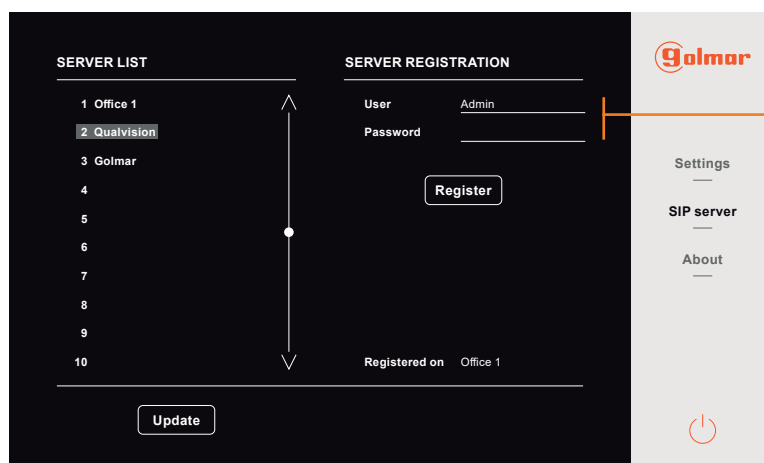 SERVER LIST
1 Office 1
2 Qualvision
3 Golmar
4
5
6
7
8
9
10
Update
SERVER REGISTRATION
User Admin
Password
Register
Registered on Office 1
golmar
Settings
SIP server
About